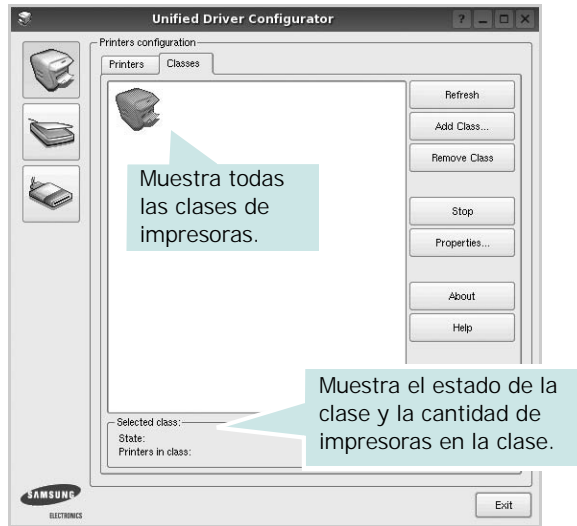 Unified Driver Configurator
Printers configuration
Printers
Classes
Refresh
Add Class...
Remove Class
Muestra todas
las clases de
impresoras.
Stop
Properties...
About
Help
Muestra el estado de la
clase y la cantidad de
impresoras en la clase.
Selected class:
State:
Printers in class:
SAMSUNG
ELECTRONICS
Exit